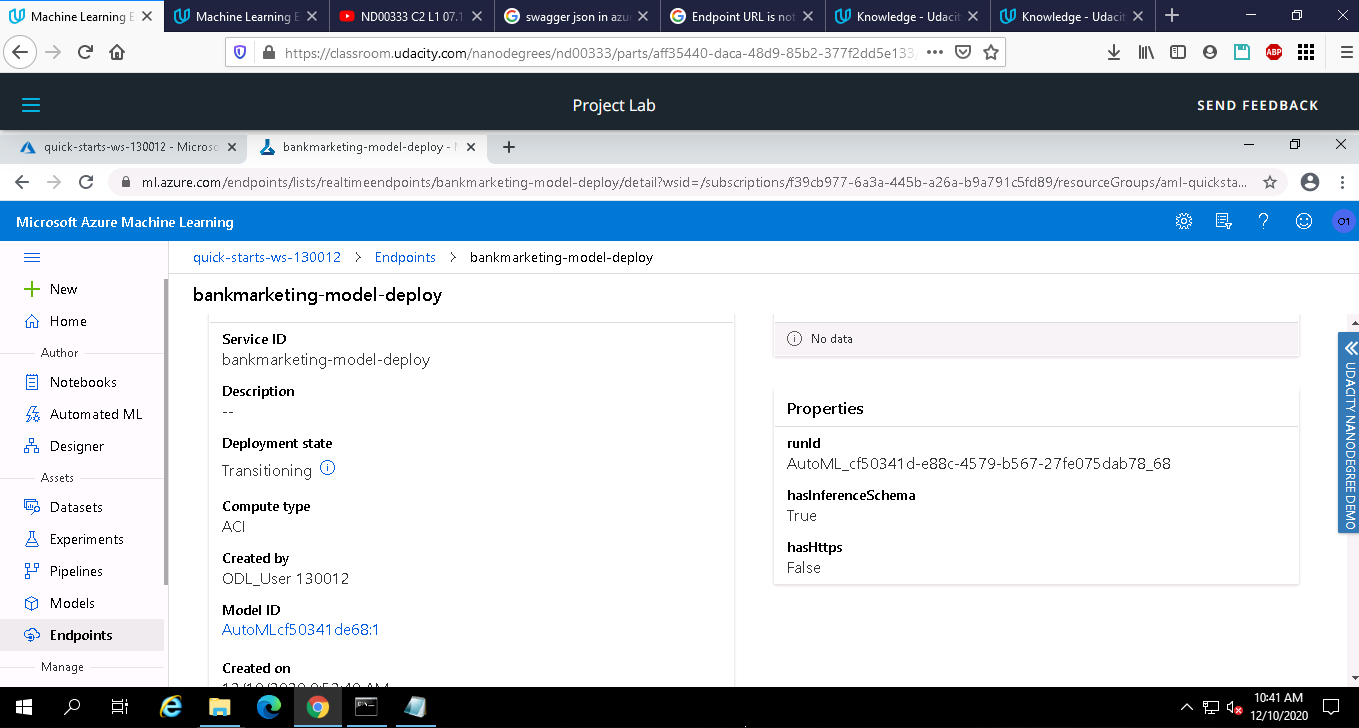 Machine Learning E
Machine Learning E
ND00333 C2 L1 07.1
swagger json in azu
Endpoint URL is not
Knowledge - Udacit
Knowledge - Udacit
https://classroom.udacity.com/nanodegrees/nd00333/parts/aff35440-daca-48d9-85b2-377f2dd5e133/
ABP
Project Lab
SEND FEEDBACK
quick-starts-ws-130012 - Micros
bankmarketing-model-deploy -
ml.azure.com/endpoints/lists/realtimeendpoints/bankmarketing-model-deploy/detail?wsid=/subscriptions/f39cb977-6a3a-445b-a26a-b9a791c5fd89/resourceGroups/aml-quicksta...
Microsoft Azure Machine Learning
O1
quick-starts-ws-130012 > Endpoints > bankmarketing-model-deploy
New
Home
Author
Notebooks
Automated ML
Designer
Assets
Datasets
Experiments
Pipelines
Models
Endpoints
Manage
bankmarketing-model-deploy
Service ID
bankmarketing-model-deploy
Description
--
Deployment state
Transitioning
Compute type
ACI
Created by
ODL_User 130012
Model ID
AutoMLcf50341de68:1
Created on
No data
Properties
runId
AutoML_cf50341d-e88c-4579-b567-27fe075dab78_68
hasInferenceSchema
True
hasHttps
False
UDACITY NANODEGREE DEMO
10:41 AM
12/10/2020